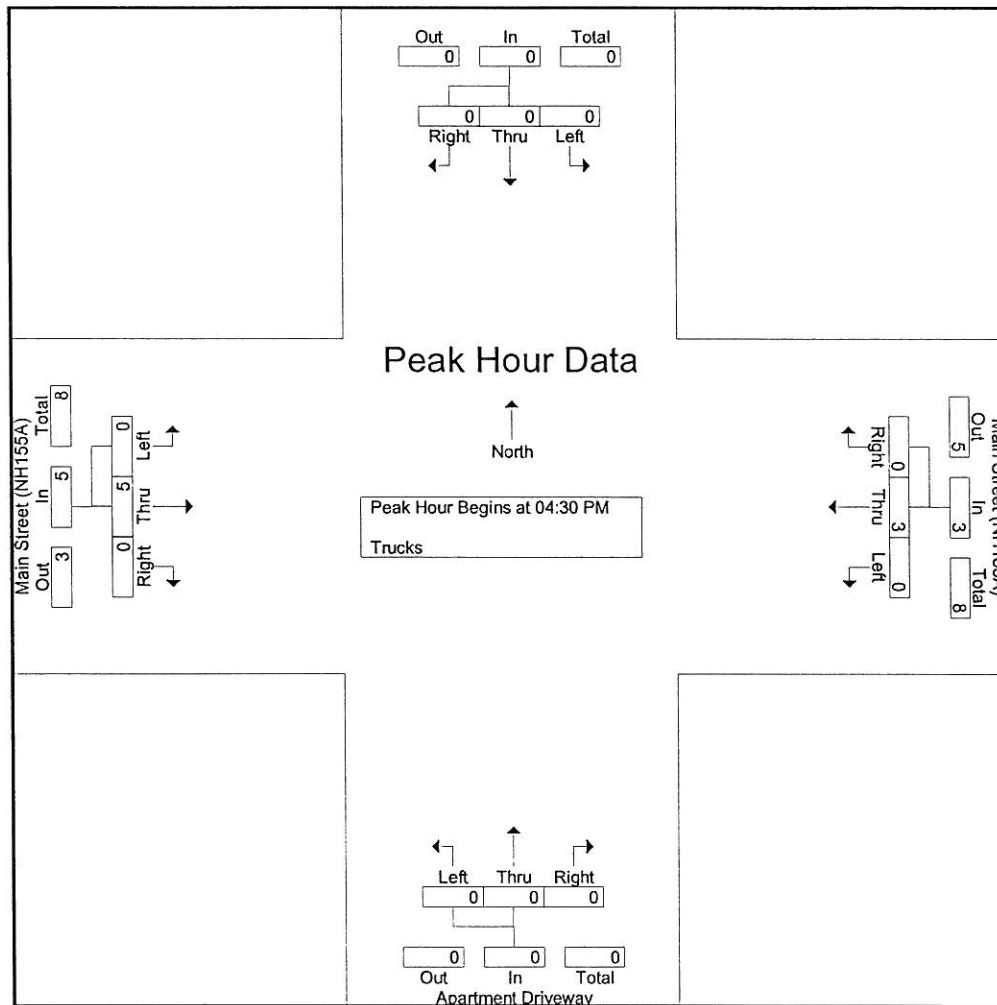 Out In Total
0 0 0
0 0 0
Right Thru Left
Peak Hour Data
North
Peak Hour Begins at 04:30 PM
Trucks
Main Street (NH155A)
Total In Out
8 5 3
0 5 0
Left Thru Right
Right Thru Left
0 3 0
Out In Total
5 3 8
Main Street (NH155A)
Left Thru Right
0 0 0
0 0 0
Out In Total
Apartment Driveway